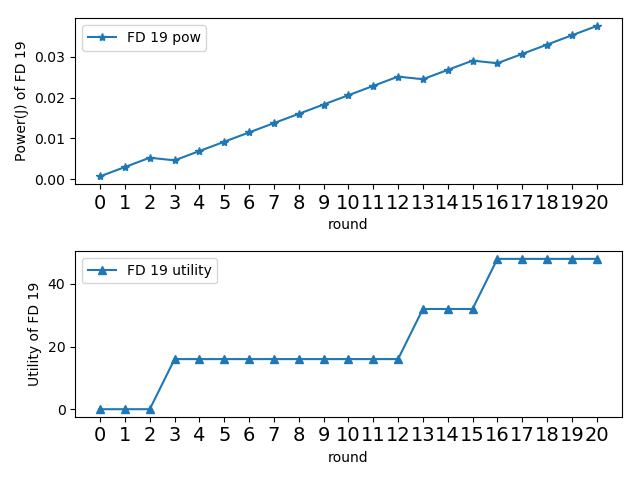 Power(J) of FD 19
FD 19 pow
0.03
0.02
0.01
0.00
0 1 2 3 4 5 6 7 8 9 10 11 12 13 14 15 16 17 18 19 20
round
Utility of FD 19
FD 19 utility
40
20
0
0 1 2 3 4 5 6 7 8 9 10 11 12 13 14 15 16 17 18 19 20
round